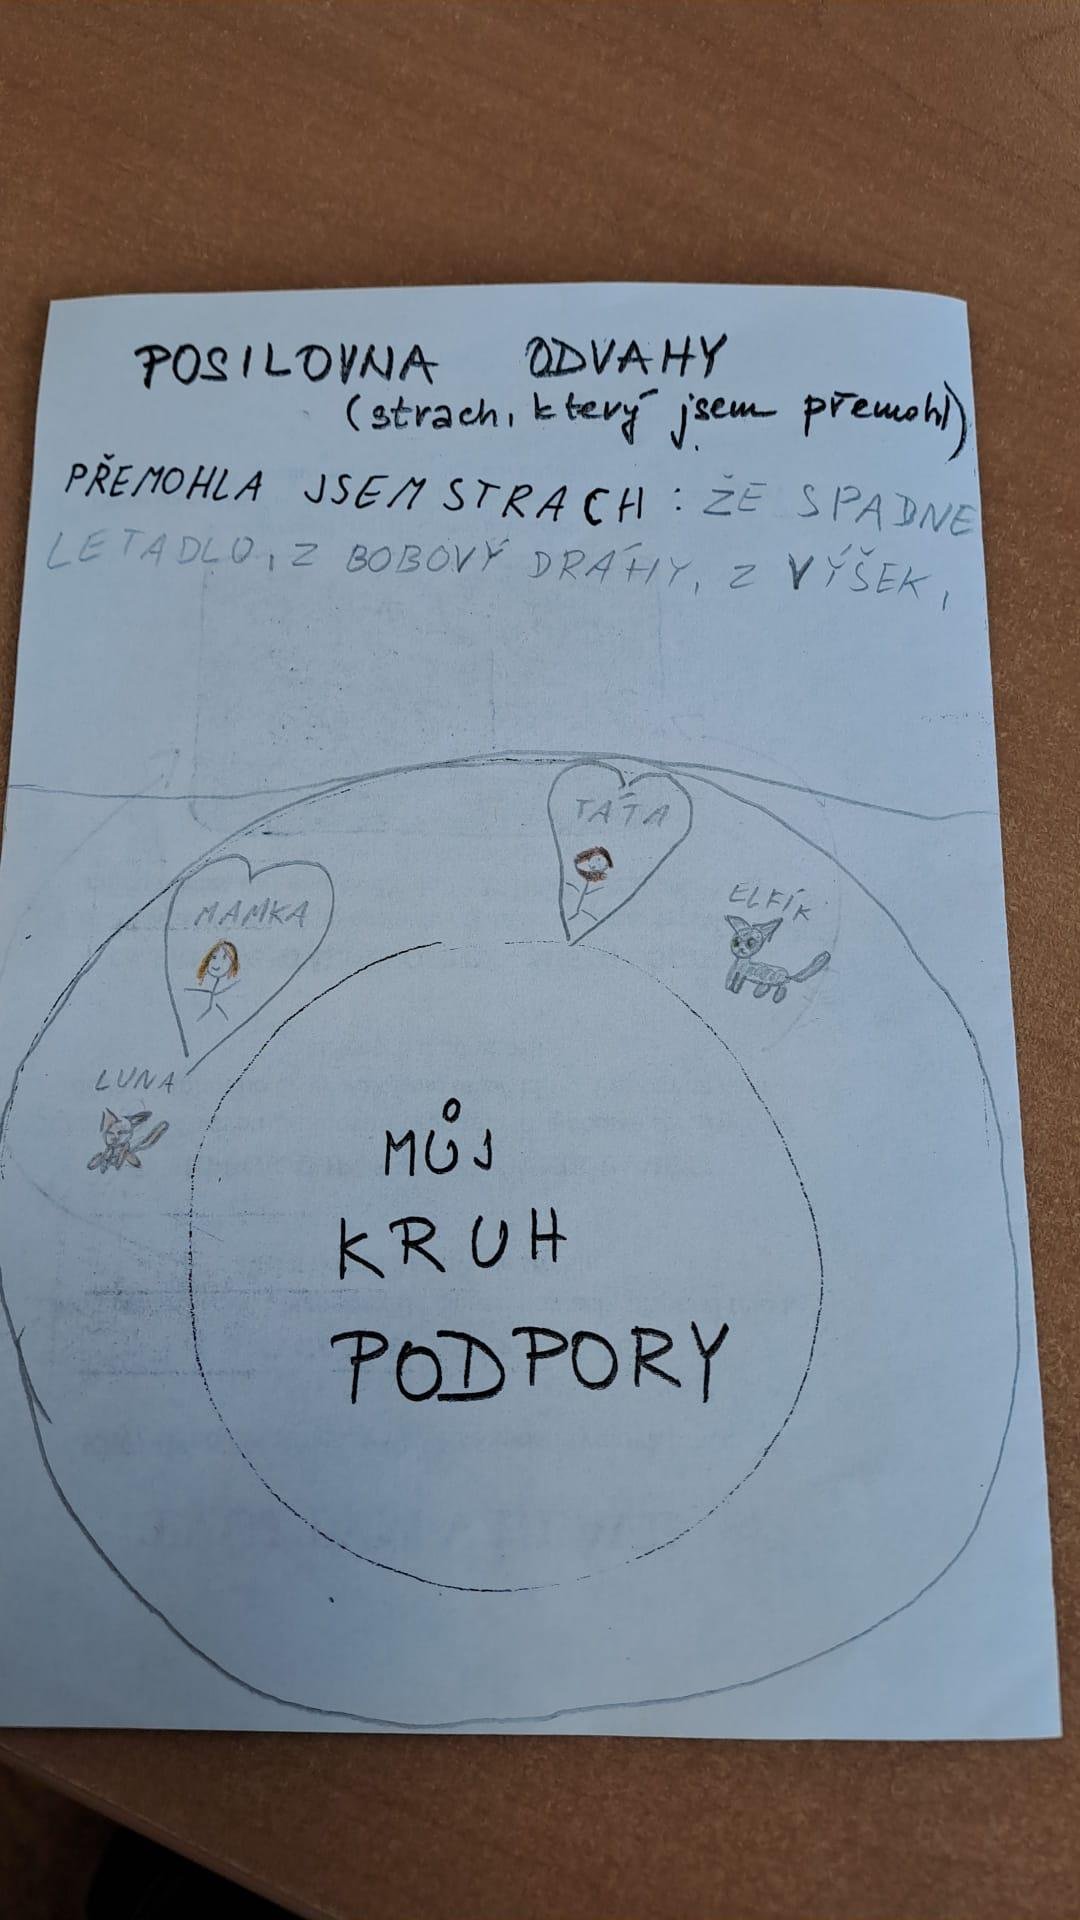 POSILOVNA ODVAHY
(strach, který jsem přemohl)
PŘEMOHLA JSEM STRACH: ŽE SPADNE
LETADLO, Z BOBOVÝ DRÁHY, Z VÝŠEK,
TÁTA
MAMKA
ELFÍK
LUNA
MŮJ
KRUH
PODPORY